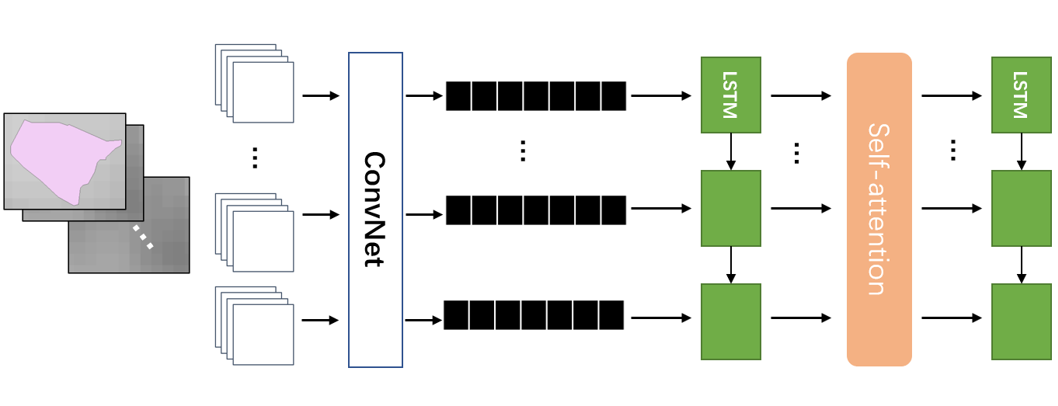 ConvNet
LSTM
Self-attention
LSTM